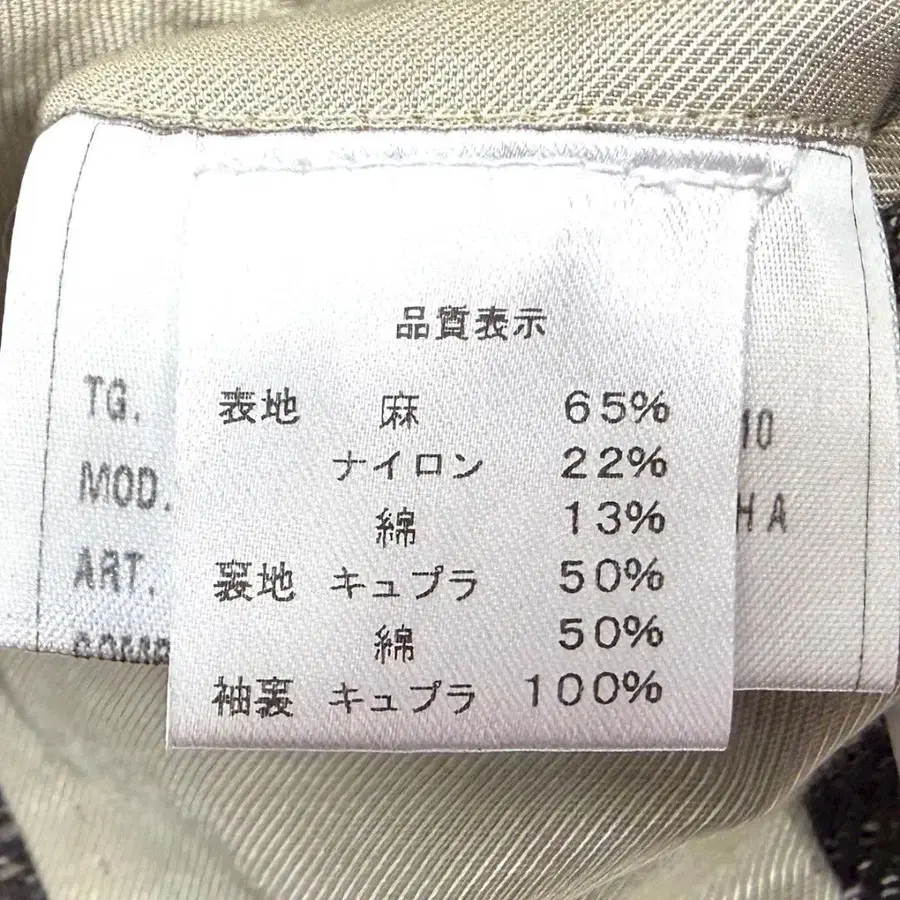 品質表示
表地 麻 65%
ナイロン 22%
綿 13%
裏地 キュプラ 50%
綿 50%
袖裏 キュプラ 100%
TG.
MOD.
ART.
10
HA